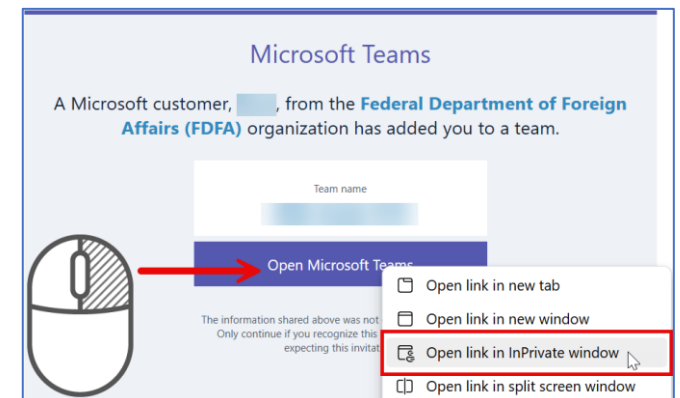 Microsoft Teams
A Microsoft customer, , from the Federal Department of Foreign
Affairs (FDFA) organization has added you to a team.
Team name
Open Microsoft Teams
Open link in new tab
The information shared above was not
Open link in new window
Only continue if you recognize this
Open link in InPrivate window
expecting this
Open link in split screen window